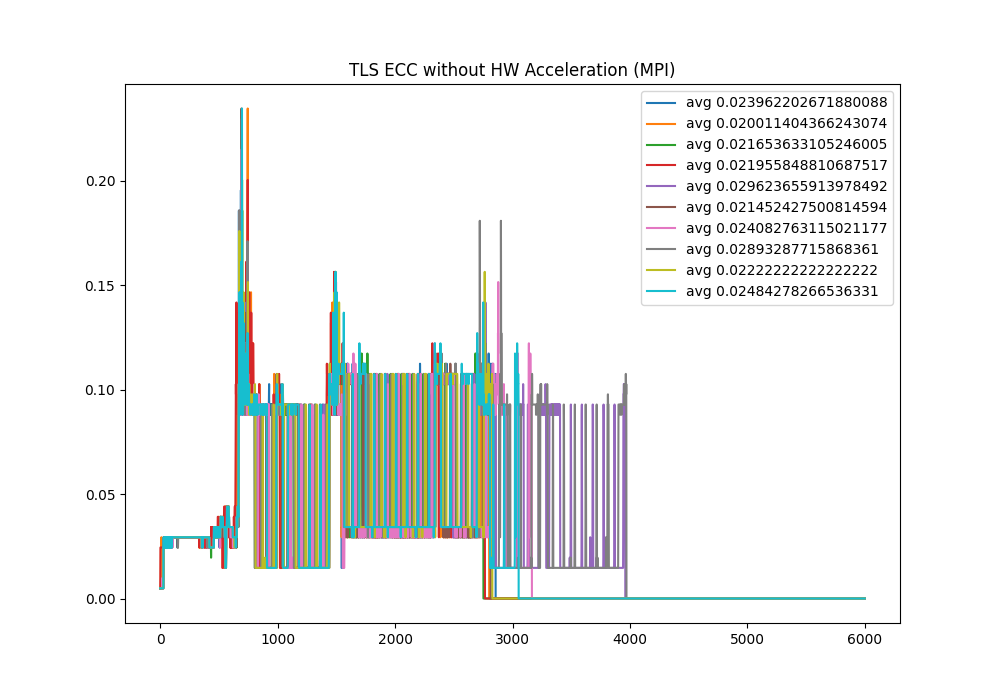 TLS ECC without HW Acceleration (MPI)
avg 0.023962202671880088
avg 0.020011404366243074
avg 0.021653633105246005
avg 0.021955848810687517
avg 0.029623655913978492
avg 0.021452427500814594
avg 0.024082763115021177
avg 0.02893287715868361
avg 0.02222222222222222
avg 0.02484278266536331
0.20
0.15
0.10
0.05
0.00
0 1000 2000 3000 4000 5000 6000